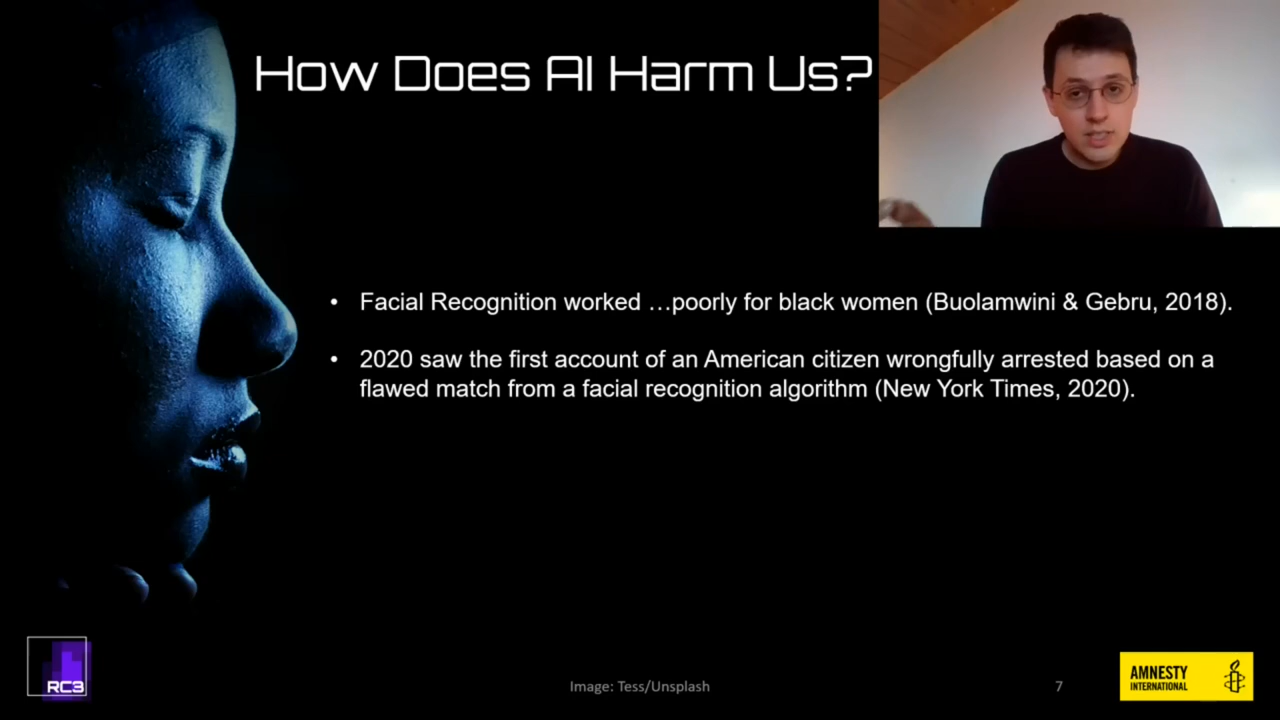 How Does AI Harm Us?
• Facial Recognition worked …poorly for black women (Buolamwini & Gebru, 2018).
• 2020 saw the first account of an American citizen wrongfully arrested based on a
flawed match from a facial recognition algorithm (New York Times, 2020).
RC3
Image: Tess/Unsplash
7
AMNESTY
INTERNATIONAL